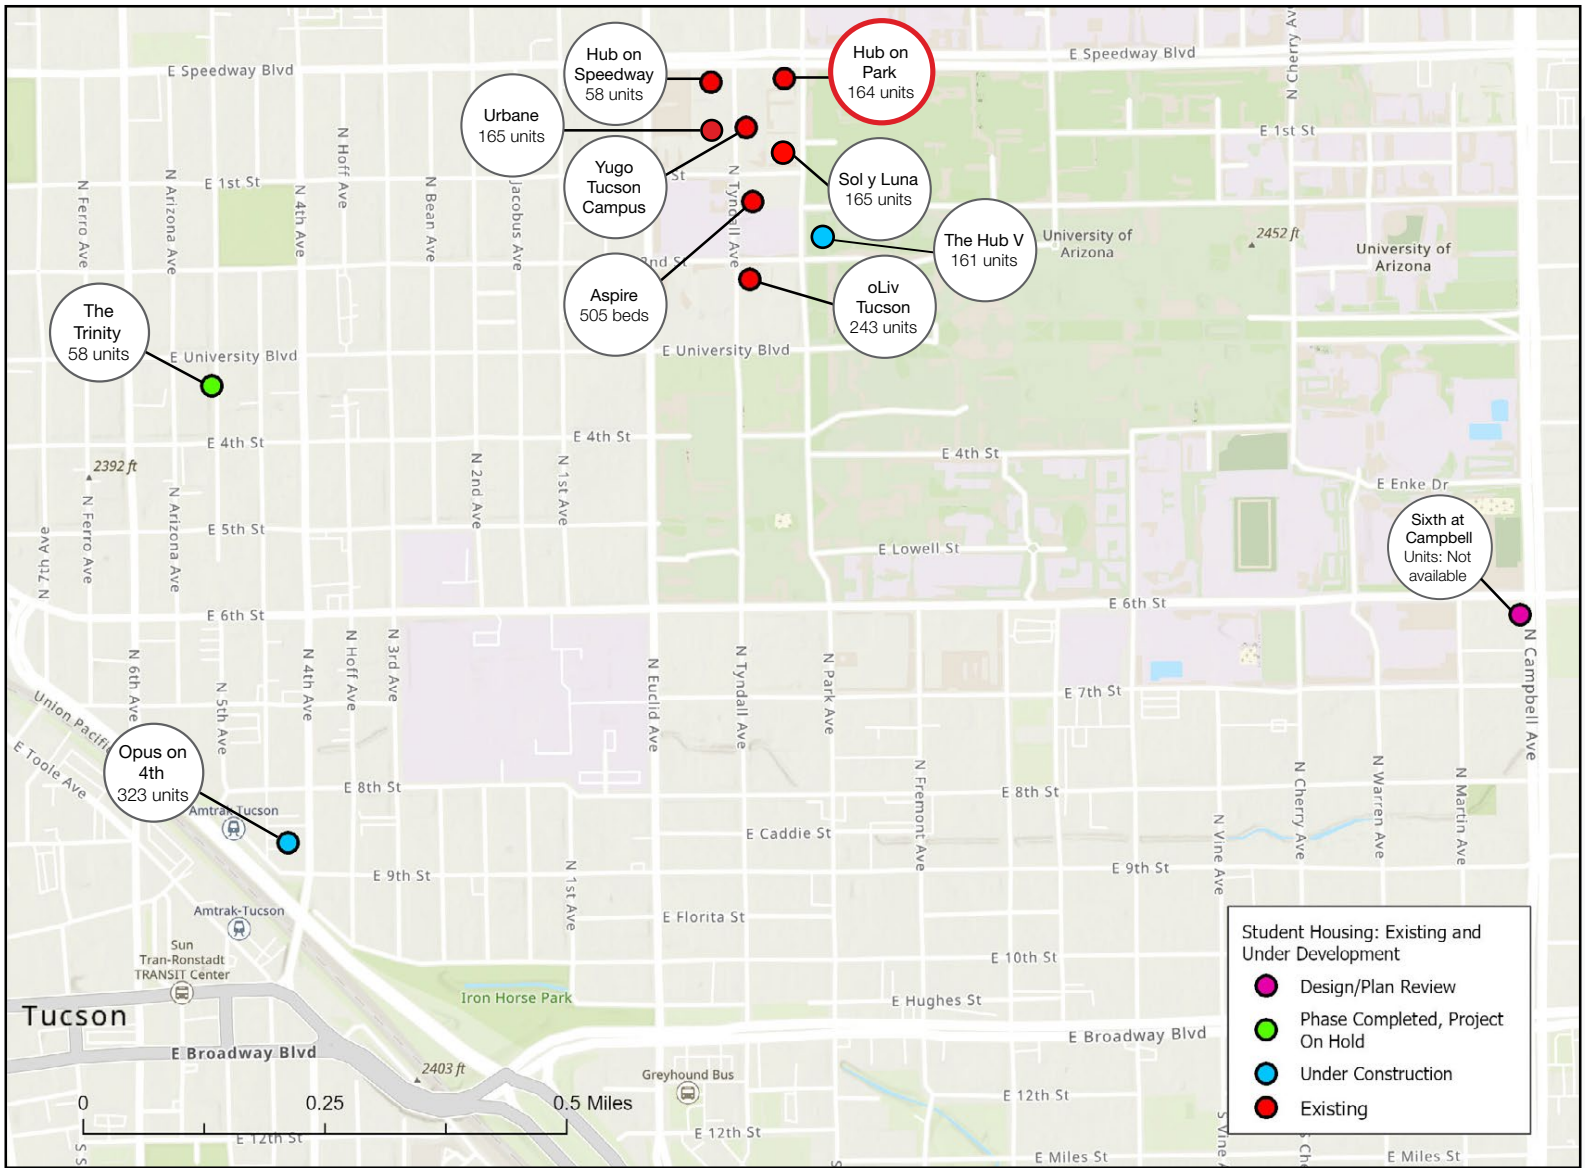 E Speedway Blvd
Hub on
Speedway
58 units
Hub on
Park
164 units
E Speedway Blvd
N Cherry Av
Urbane
165 units
E 1st St
N Hoff Ave
Yugo
Tucson
Campus
St
N Tyndall Ave
Sol y Luna
165 units
N Ferro Ave
N Arizona Ave
E 1st St
N 4th Ave
N Bean Ave
Jacobus Ave
The Hub V
161 units
University of
Arizona
2452 ft
University of
Arizona
2nd St
Aspire
505 beds
oLiv
Tucson
243 units
The
Trinity
58 units
E University Blvd
E University Blvd
E 4th St
E 4th St
E 4th St
2392 ft
N 2nd Ave
N 1st Ave
E Enke Dr
N Ferro Ave
N Arizona Ave
N 7th Ave
E 5th St
E Lowell St
Sixth at
Campbell
Units: Not
available
E 6th St
E 6th St
N 6th Ave
N 5th Ave
N 4th Ave
N Hoff Ave
N 3rd Ave
N Euclid Ave
N Tyndall Ave
N Park Ave
E 7th St
N Campbell Ave
Union Pacific
E Toole Ave
Opus on
4th
323 units
Amtrak Tucson
E 8th St
E 8th St
N Fremont Ave
N Vine Ave
N Cherry Ave
N Warren Ave
N Martin Ave
E Caddie St
E 9th St
N 1st Ave
E 9th St
Amtrak-Tucson
E Florita St
Sun
Tran-Ronstadt
TRANSIT Center
E 10th St
Iron Horse Park
E Hughes St
Tucson
E Broadway Blvd
E Broadway Blvd
2403 ft
Greyhound Bus
E 12th St
0
0.25
0.5 Miles
E 12th St
E 12th St
S S
S
S Vine A
S Che
E Miles St
E Miles St
Student Housing: Existing and
Under Development
Design/Plan Review
Phase Completed, Project
On Hold
Under Construction
Existing